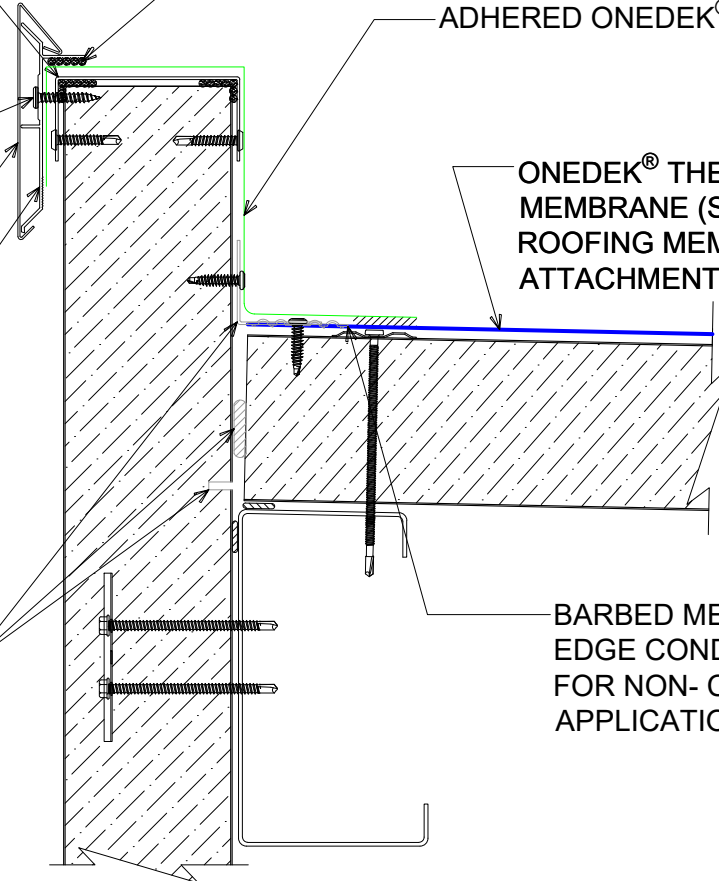 ADHERED ONEDEK®
ONEDEK® THE
MEMBRANE (S
ROOFING MEM
ATTACHMENT
BARBED ME
EDGE COND
FOR NON- C
APPLICATIO